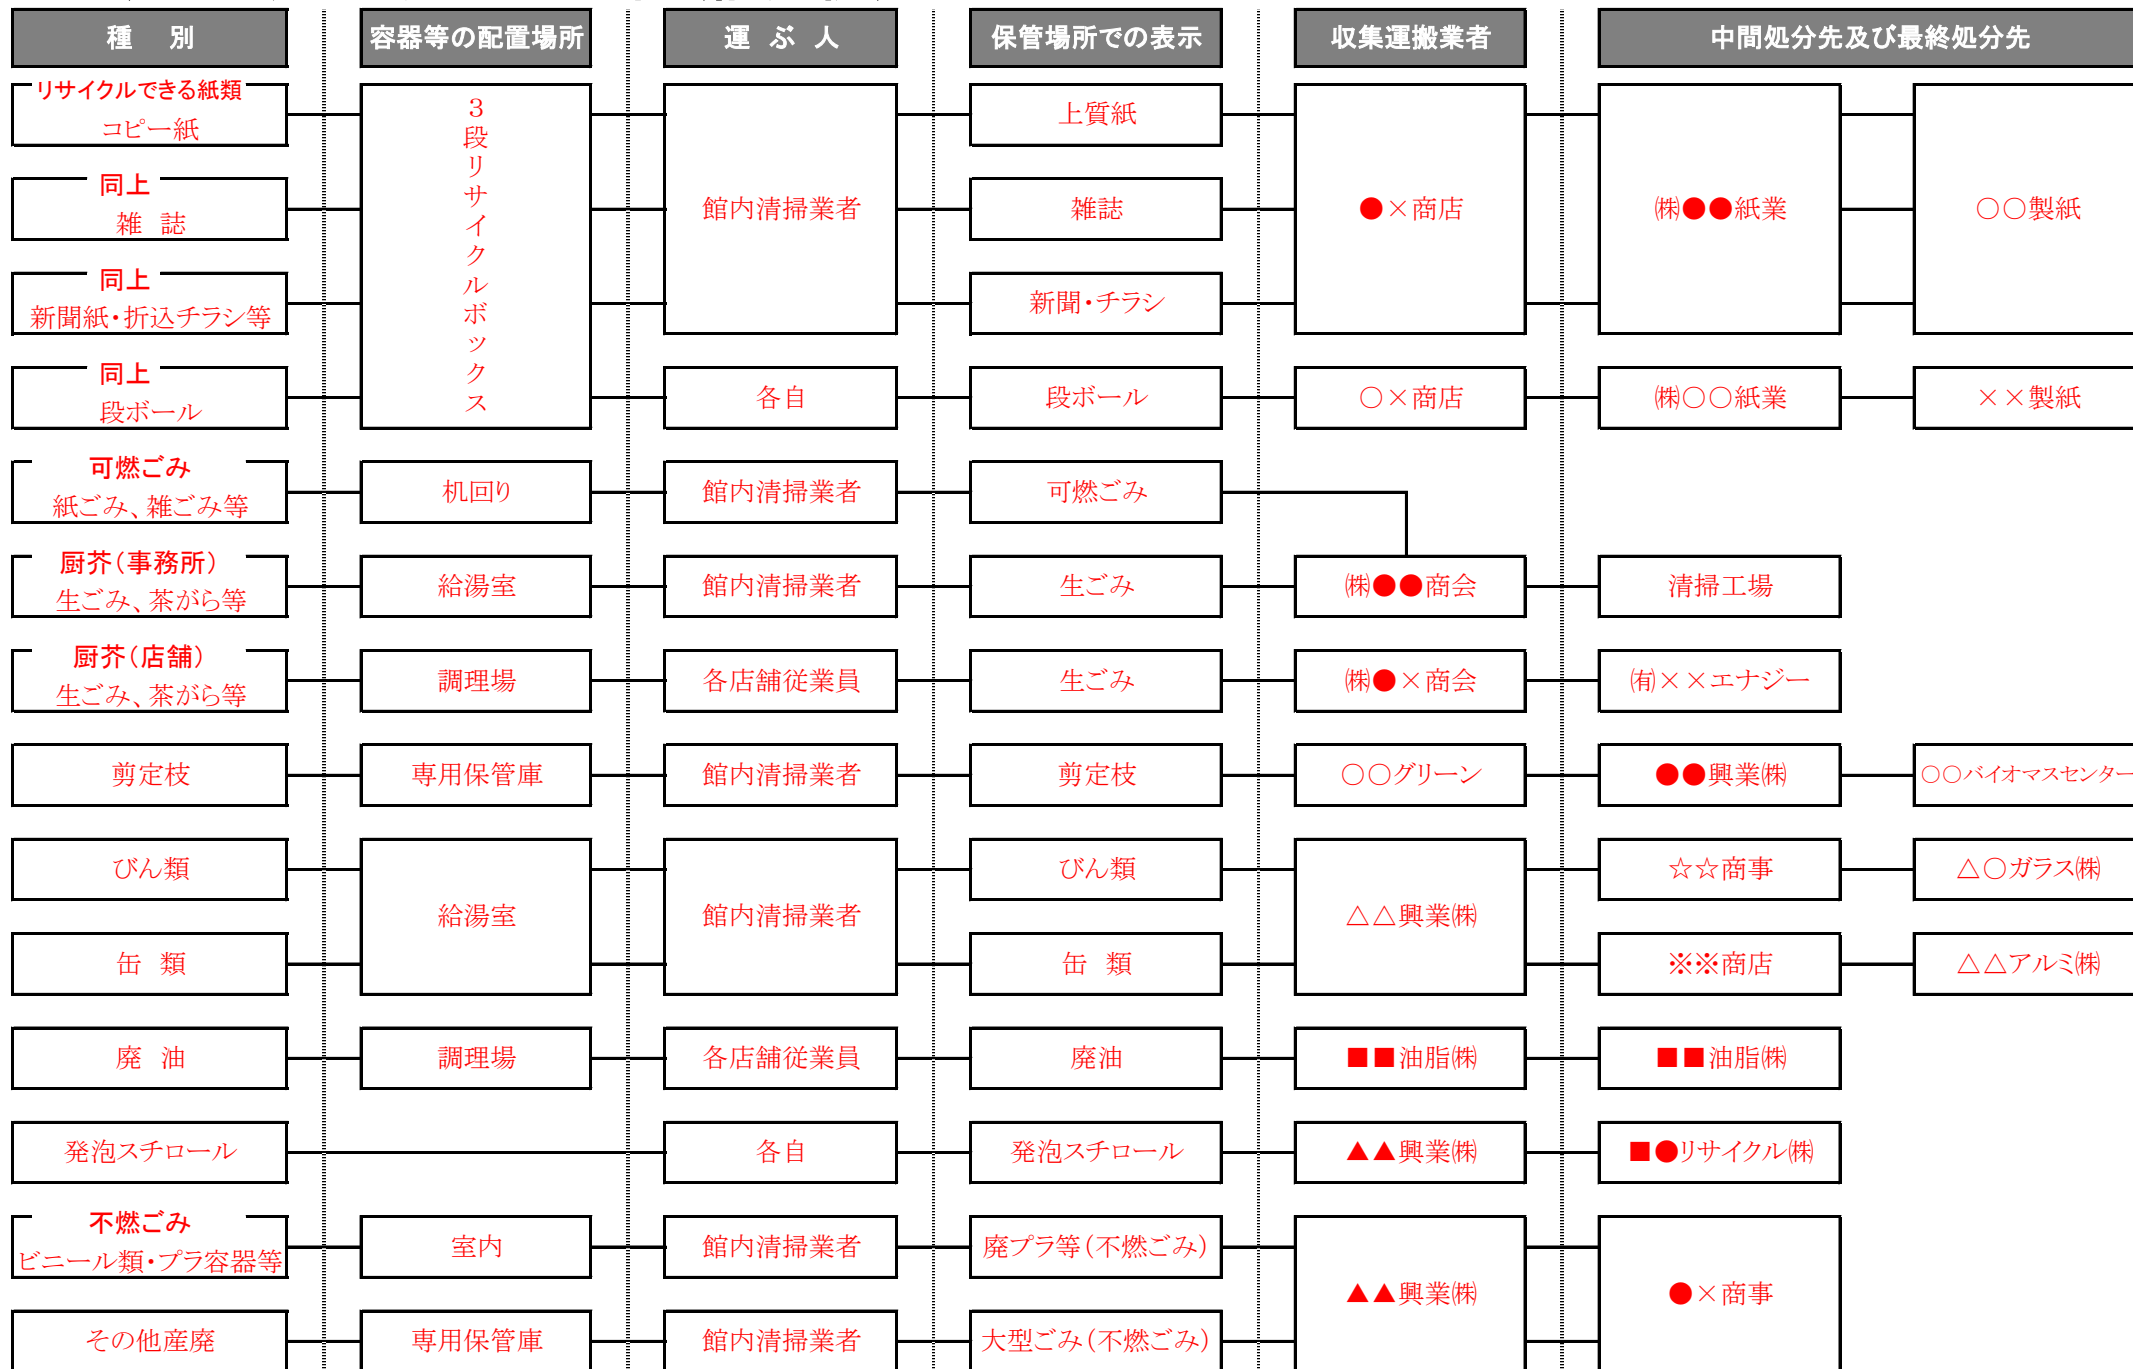 種 別
容器等の配置場所
運 ぶ 人
保管場所での表示
収集運搬業者
中間処分先及び最終処分先
リサイクルできる紙類
コピー紙
3段リサイクルボックス
館内清掃業者
上質紙
●×商店
㈱●●紙業
○○製紙
同上
雑 誌
雑誌
同上
新聞紙・折込チラシ等
新聞・チラシ
同上
段ボール
各自
段ボール
○×商店
㈱○○紙業
××製紙
可燃ごみ
紙ごみ、雑ごみ等
机回り
館内清掃業者
可燃ごみ
厨芥(事務所)
生ごみ、茶がら等
給湯室
館内清掃業者
生ごみ
㈱●●商会
清掃工場
厨芥(店舗)
生ごみ、茶がら等
調理場
各店舗従業員
生ごみ
㈱●×商会
㈲××エナジー
剪定枝
専用保管庫
館内清掃業者
剪定枝
○○グリーン
●●興業㈱
○○バイオマスセンター
びん類
給湯室
館内清掃業者
びん類
△△興業㈱
☆☆商事
△○ガラス㈱
缶 類
缶 類
※※商店
△△アルミ㈱
廃 油
調理場
各店舗従業員
廃油
■■油脂㈱
■■油脂㈱
発泡スチロール
各自
発泡スチロール
▲▲興業㈱
■●リサイクル㈱
不燃ごみ
ビニール類・プラ容器等
室内
館内清掃業者
廃プラ等(不燃ごみ)
▲▲興業㈱
●×商事
その他産廃
専用保管庫
館内清掃業者
大型ごみ(不燃ごみ)